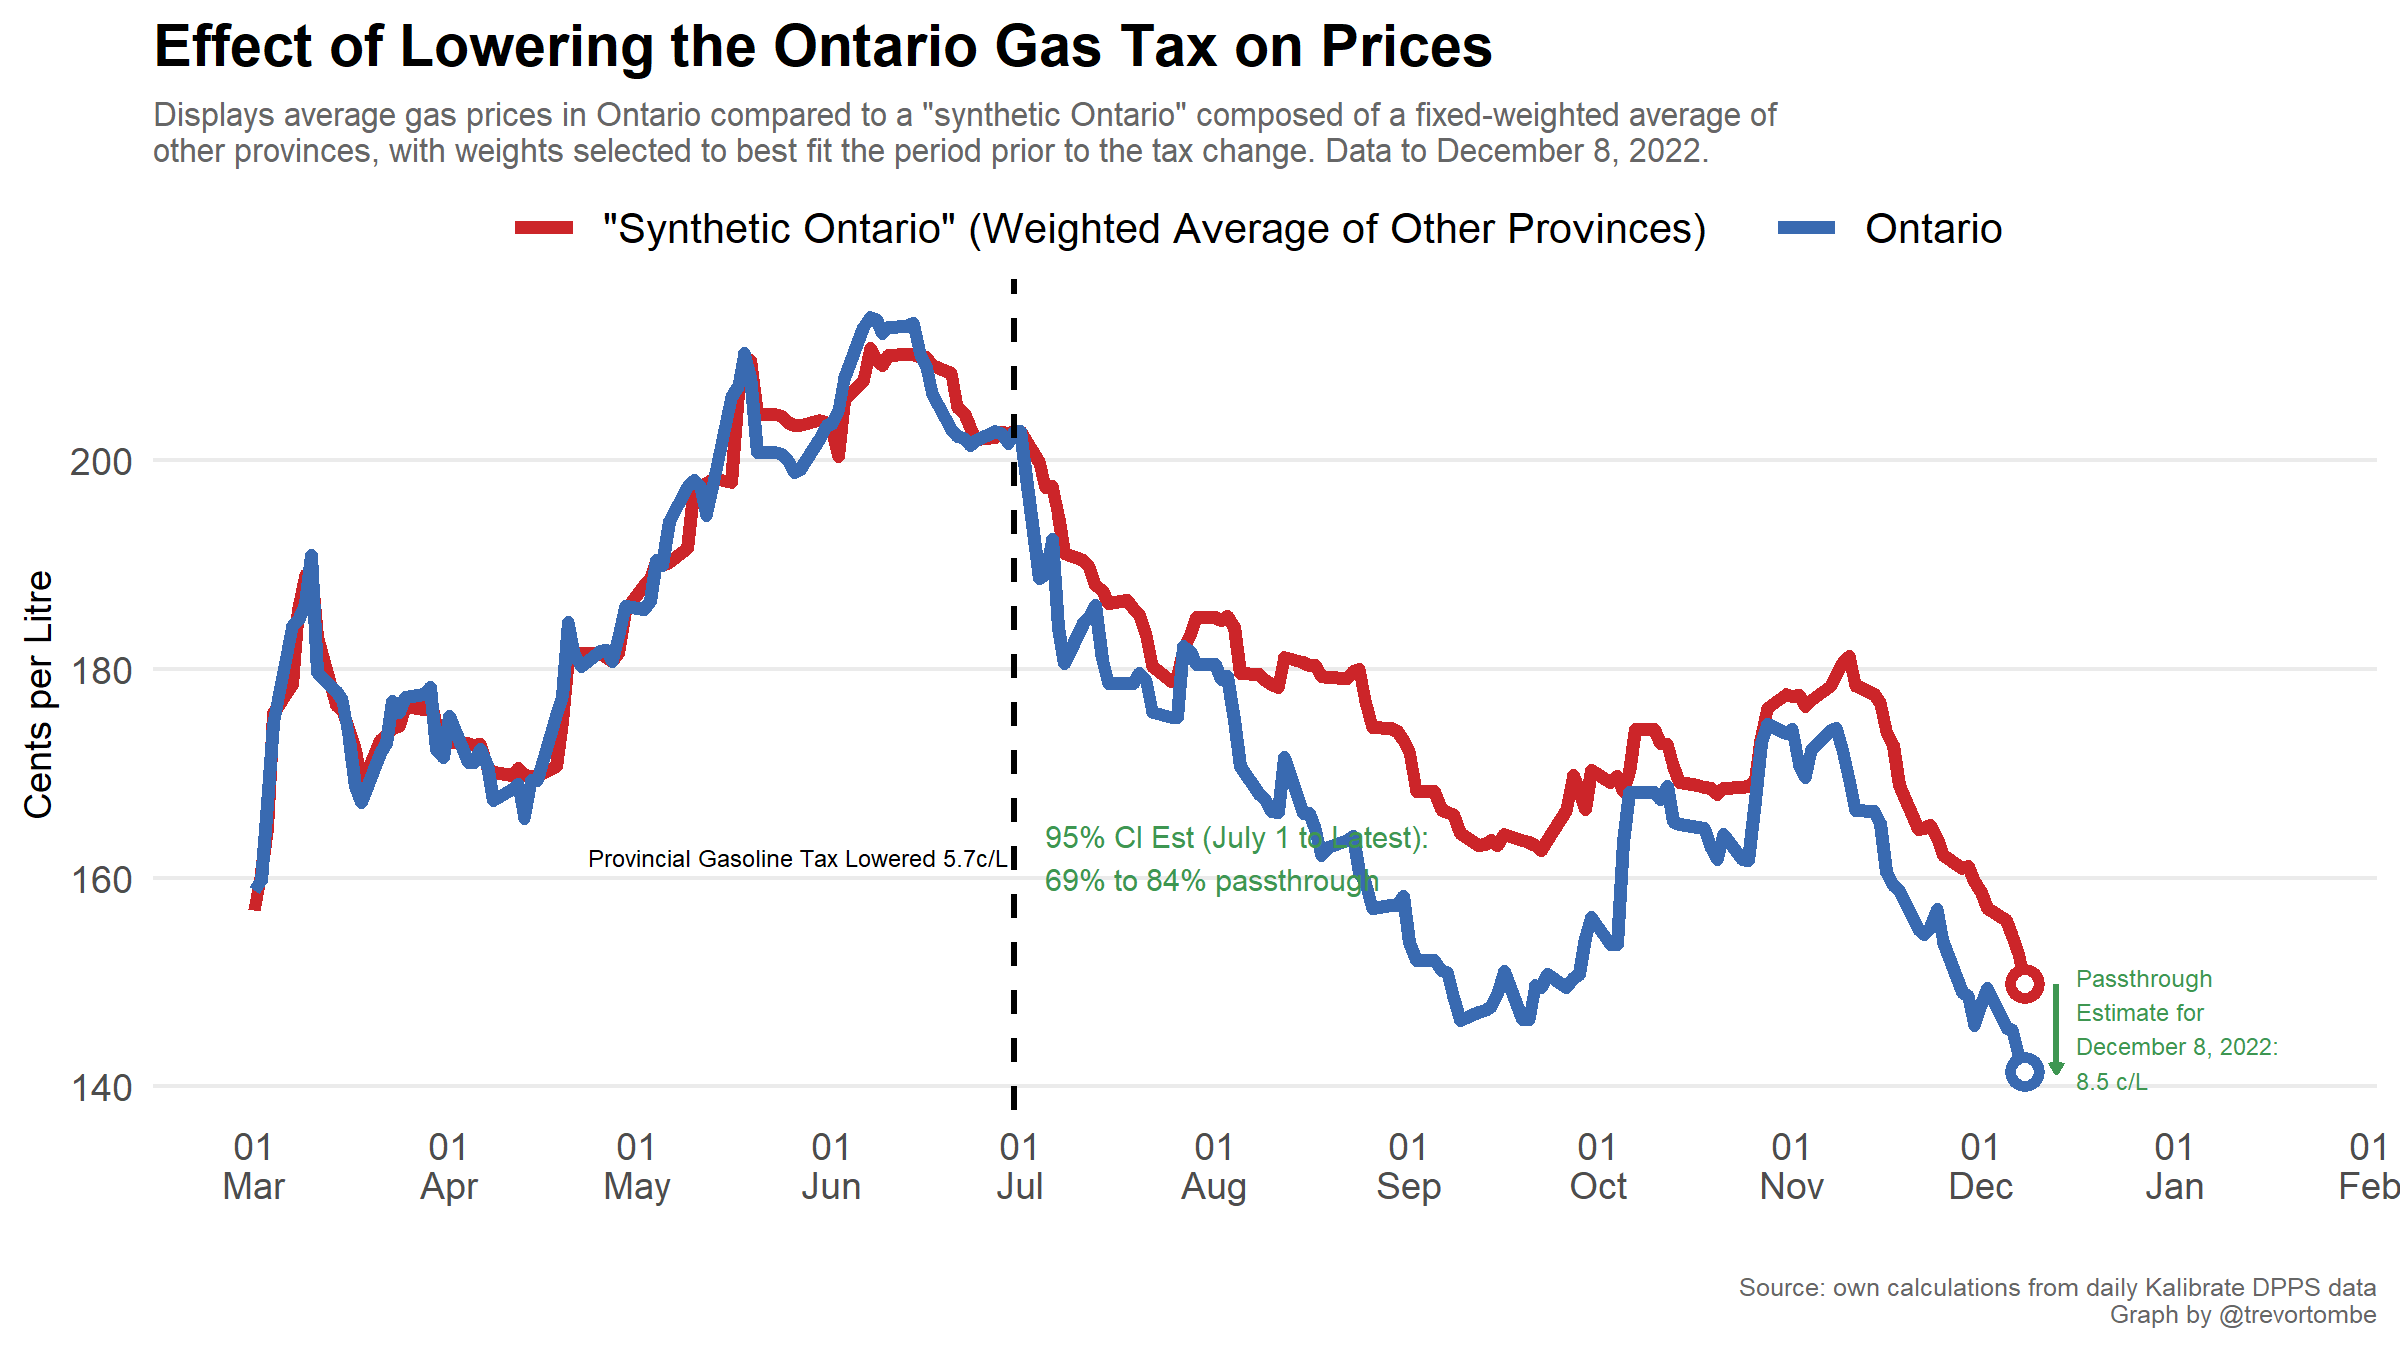 Effect of Lowering the Ontario Gas Tax on Prices
Displays average gas prices in Ontario compared to a "synthetic Ontario" composed of a fixed-weighted average of
other provinces, with weights selected to best fit the period prior to the tax change. Data to December 8, 2022.
"Synthetic Ontario" (Weighted Average of Other Provinces)
Ontario
Cents per Litre
200
180
160
140
Provincial Gasoline Tax Lowered 5.7c/L
95% CI Est (July 1 to Latest):
69% to 84% passthrough
Passthrough
Estimate for
December 8, 2022:
8.5 c/L
01
Mar
01
Apr
01
May
01
Jun
01
Jul
01
Aug
01
Sep
01
Oct
01
Nov
01
Dec
01
Jan
01
Feb
Source: own calculations from daily Kalibrate DPPS data
Graph by @trevortombe